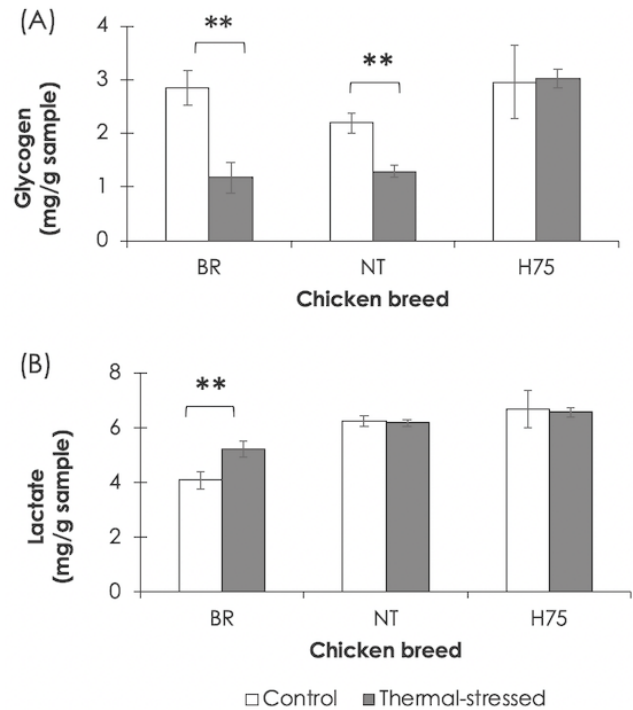 (A)
4
3
2
1
0
Glycogen
(mg/g sample)
**
**
BR NT H75
Chicken breed
(B)
8
6
4
2
0
Lactate
(mg/g sample)
**
BR NT H75
Chicken breed
Control Thermal-stressed